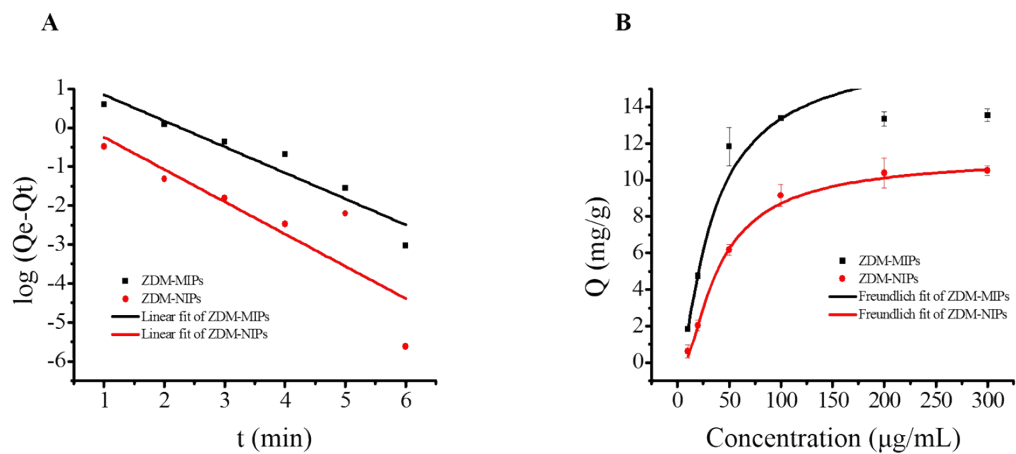 A
B
log (Qe-Qt)
1
0
-1
-2
-3
-4
-5
-6
ZDM-MIPs
ZDM-NIPs
Linear fit of ZDM-MIPs
Linear fit of ZDM-NIPs
1 2 3 4 5 6
t (min)
Q (mg/g)
14
12
10
8
6
4
2
0
ZDM-MIPs
ZDM-NIPs
Freundlich fit of ZDM-MIPs
Freundlich fit of ZDM-NIPs
0 50 100 150 200 250 300
Concentration (μg/mL)